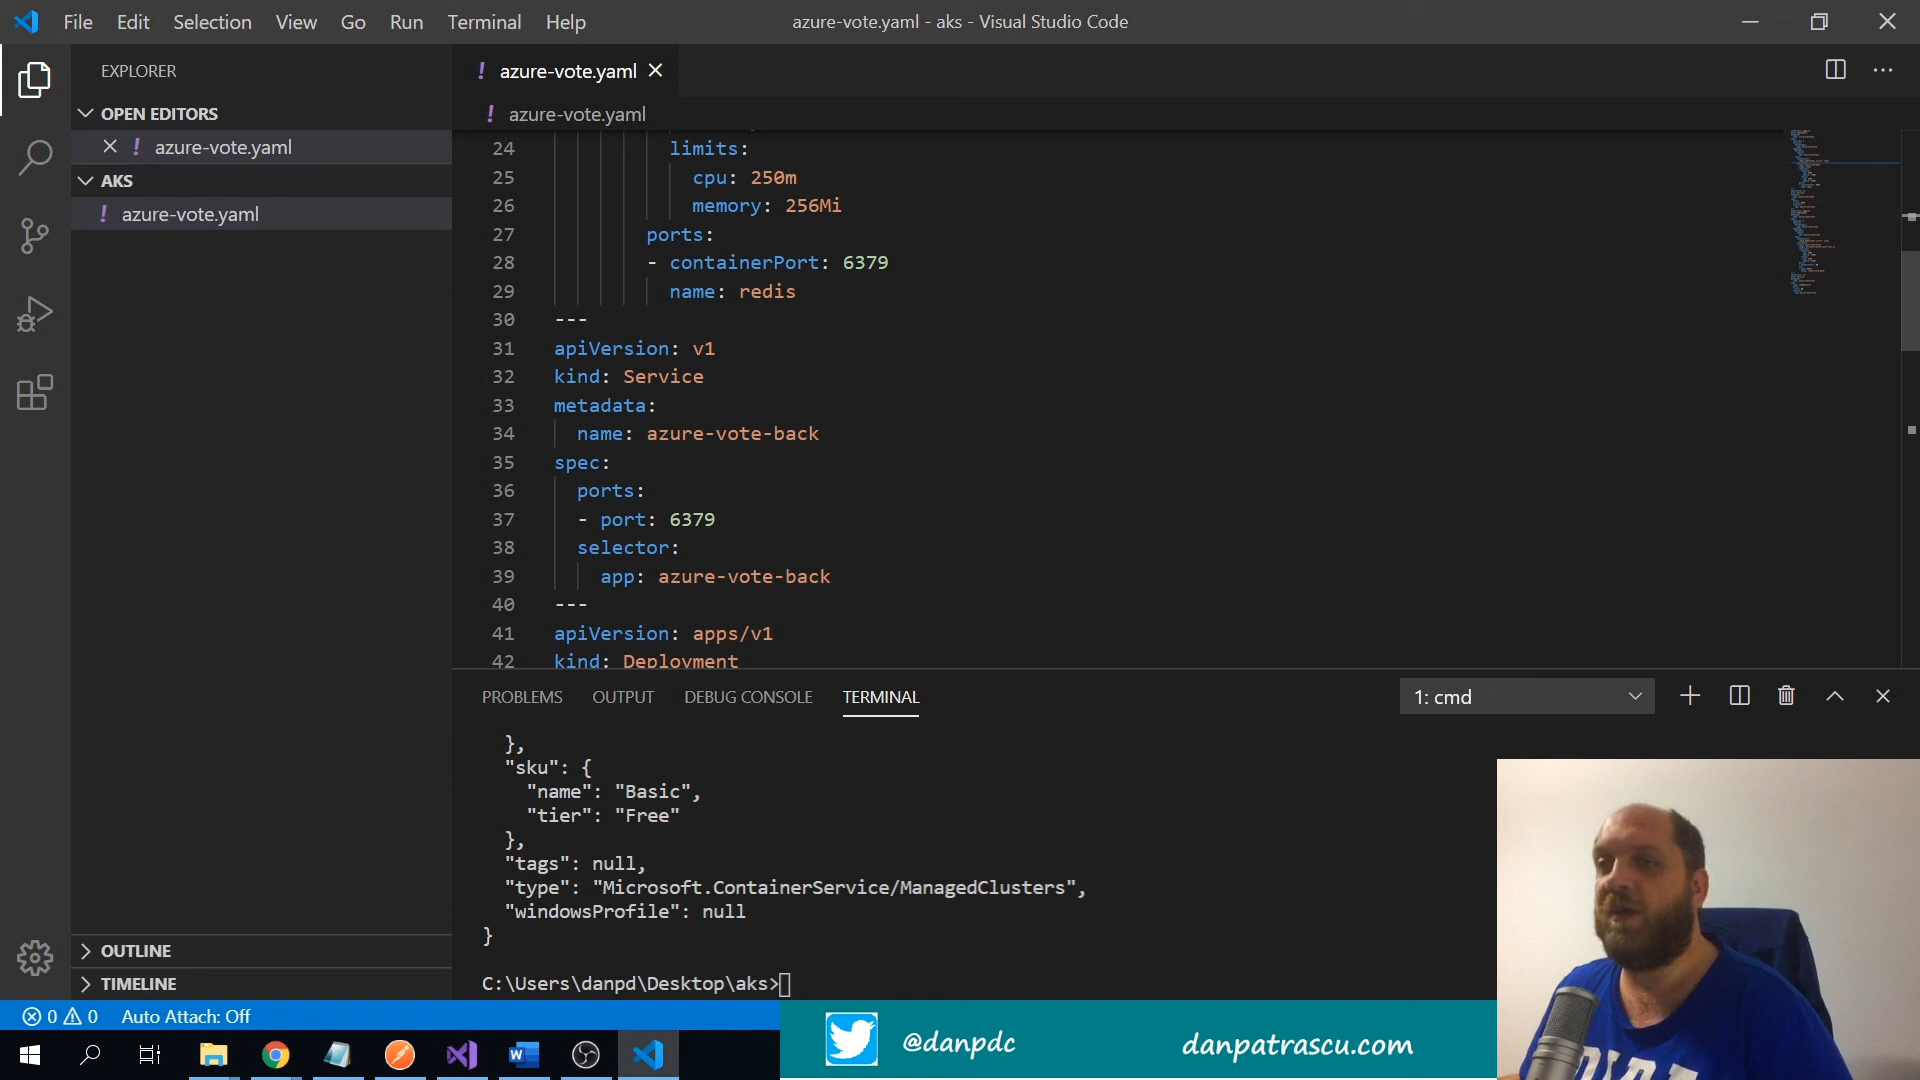 File Edit Selection View Go Run Terminal Help
azure-vote.yaml - aks - Visual Studio Code
EXPLORER
OPEN EDITORS
! azure-vote.yaml
AKS
! azure-vote.yaml
OUTLINE
TIMELINE
! azure-vote.yaml
! azure-vote.yaml
24 limits:
25 cpu: 250m
26 memory: 256Mi
27 ports:
28 - containerPort: 6379
29 name: redis
30 ---
31 apiVersion: v1
32 kind: Service
33 metadata:
34 name: azure-vote-back
35 spec:
36 ports:
37 - port: 6379
38 selector:
39 app: azure-vote-back
40 ---
41 apiVersion: apps/v1
42 kind: Deployment
PROBLEMS OUTPUT DEBUG CONSOLE TERMINAL
1: cmd
},
"sku": {
"name": "Basic",
"tier": "Free"
},
"tags": null,
"type": "Microsoft.ContainerService/ManagedClusters",
"windowsProfile": null
}
C:\Users\danpd\Desktop\aks>
0 0 Auto Attach: Off
@danpdc
danpatrascu.com